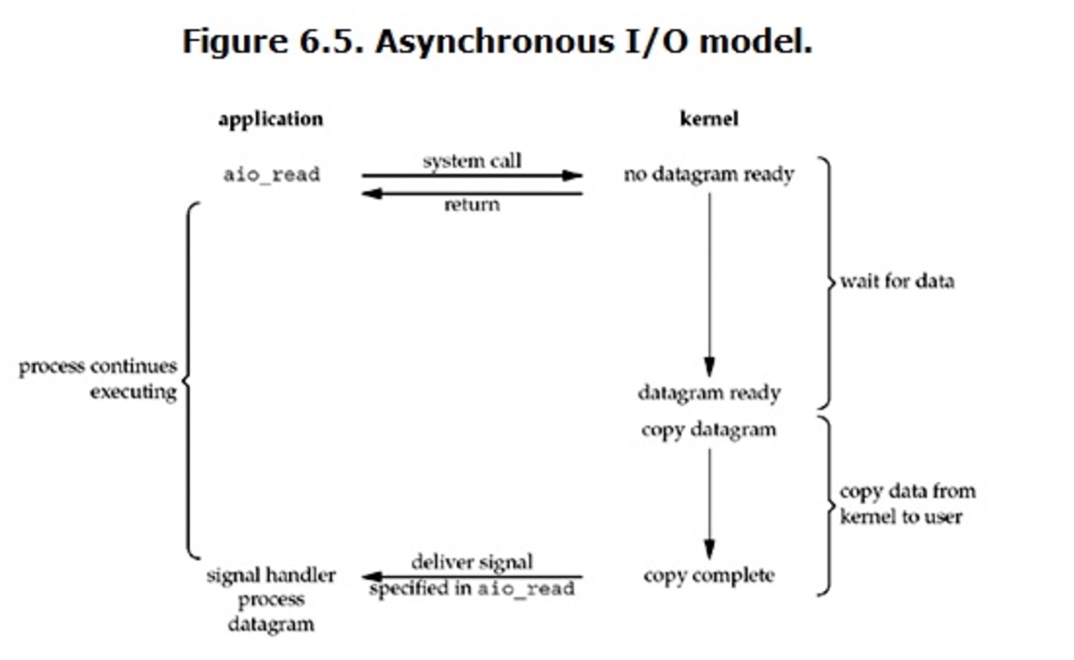 Figure 6.5. Asynchronous I/O model.
application
kernel
aio_read
system call
return
no datagram ready
wait for data
process continues
executing
datagram ready
copy datagram
copy data from
kernel to user
signal handler
process
datagram
deliver signal
specified in aio_read
copy complete